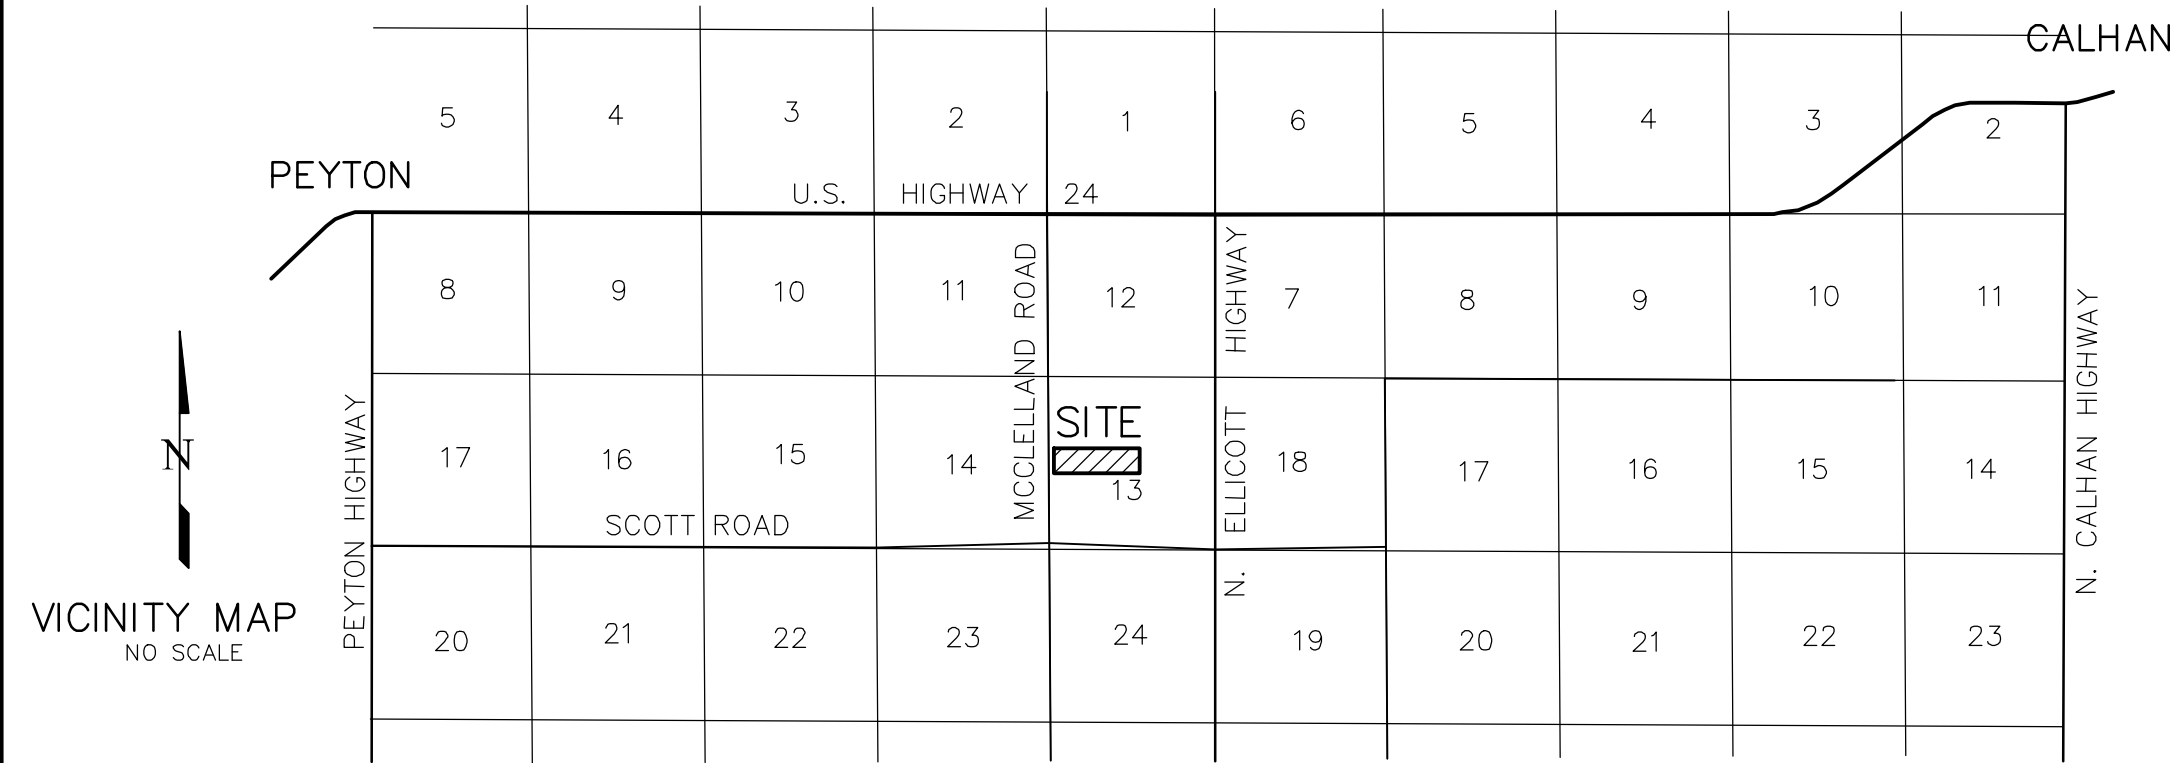 CALHAN
5 4 3 2 1 6 5 4 3 2
PEYTON
U.S. HIGHWAY 24
8 9 10 11 12 7 8 9 10 11
MCCLELLAND ROAD
N. ELLICOTT HIGHWAY
N. CALHAN HIGHWAY
PEYTON HIGHWAY
N
SITE
17 16 15 14 13 18 17 16 15 14
SCOTT ROAD
VICINITY MAP
NO SCALE
20 21 22 23 24 19 20 21 22 23